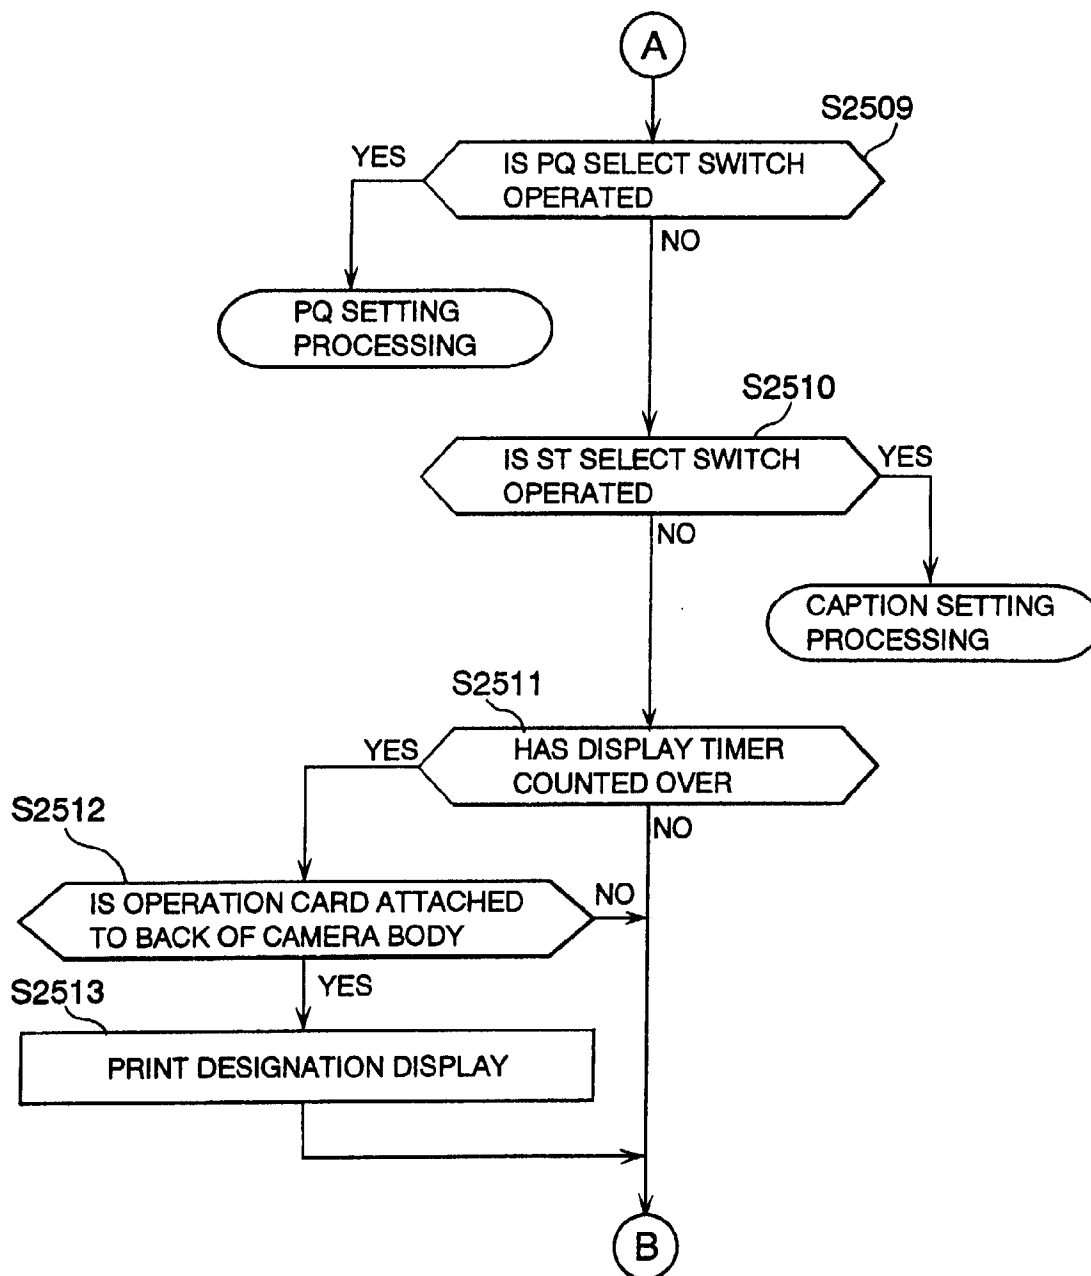 A
S2509
YES
IS PQ SELECT SWITCH
OPERATED
NO
PQ SETTING
PROCESSING
S2510
IS ST SELECT SWITCH
OPERATED
YES
NO
CAPTION SETTING
PROCESSING
S2511
YES
HAS DISPLAY TIMER
COUNTED OVER
NO
S2512
IS OPERATION CARD ATTACHED
TO BACK OF CAMERA BODY
NO
YES
S2513
PRINT DESIGNATION DISPLAY
B